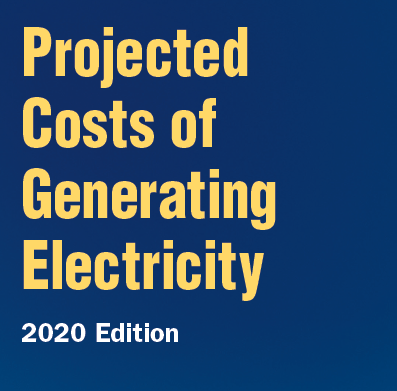 Projected
Costs of
Generating
Electricity
2020 Edition